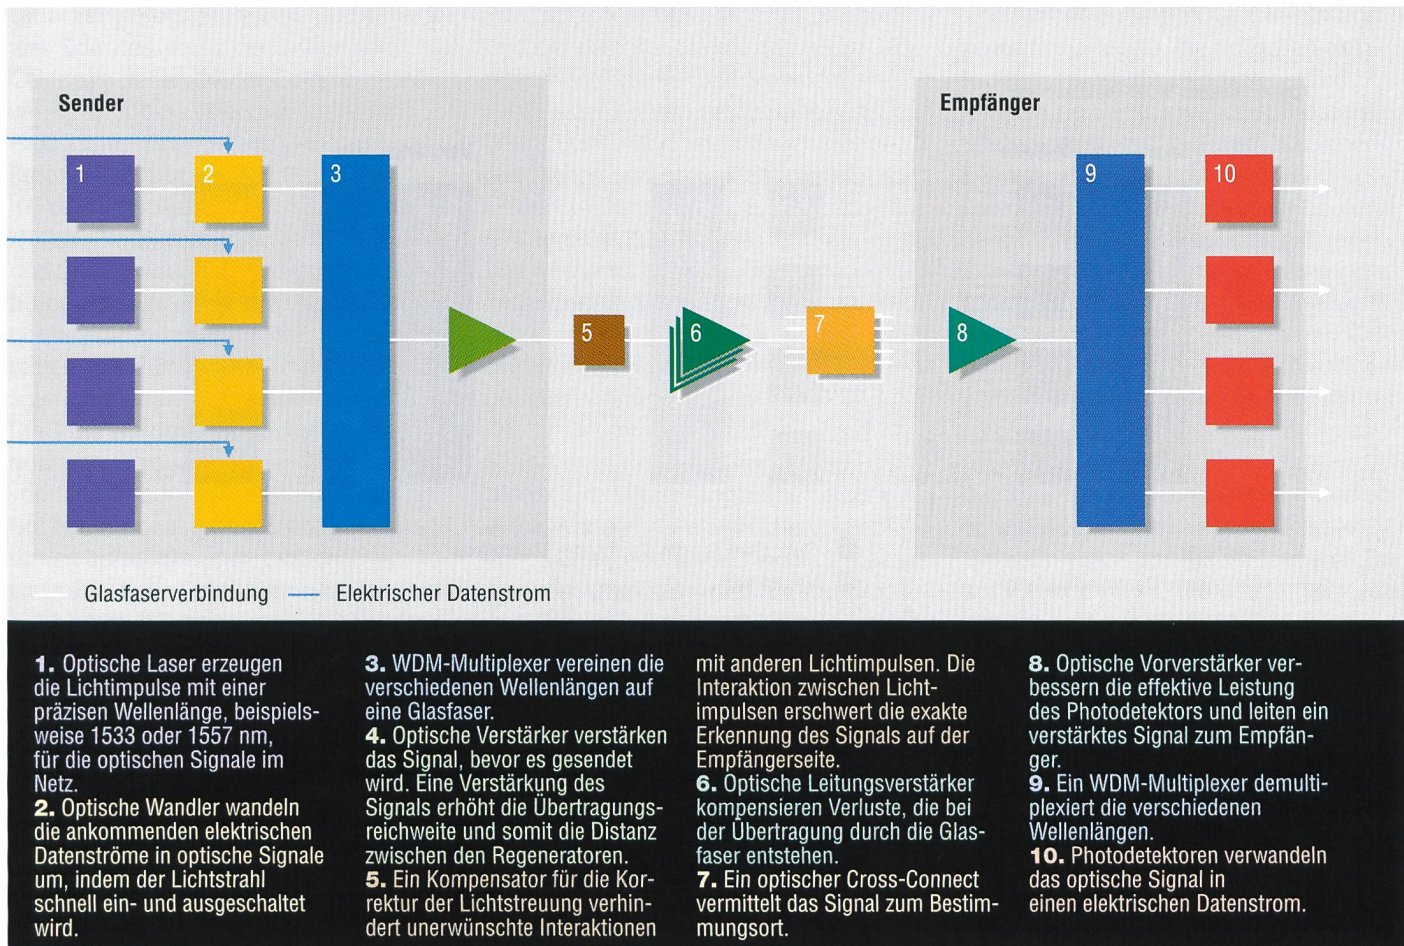 Sender
Empfänger
1
2
3
5
6
7
8
9
10
Glasfaserverbindung
Elektrischer Datenstrom
1. Optische Laser erzeugen
die Lichtimpulse mit einer
präzisen Wellenlänge, beispiels-
weise 1533 oder 1557 nm,
für die optischen Signale im
Netz.
2. Optische Wandler wandeln
die ankommenden elektrischen
Datenströme in optische Signale
um, indem der Lichtstrahl
schnell ein- und ausgeschaltet
wird.
3. WDM-Multiplexer vereinen die
verschiedenen Wellenlängen auf
eine Glasfaser.
4. Optische Verstärker verstärken
das Signal, bevor es gesendet
wird. Eine Verstärkung des
Signals erhöht die Übertragungs-
reichweite und somit die Distanz
zwischen den Regeneratoren.
5. Ein Kompensator für die Kor-
rektur der Lichtstreuung verhin-
dert unerwünschte Interaktionen
mit anderen Lichtimpulsen. Die
Interaktion zwischen Licht-
impulsen erschwert die exakte
Erkennung des Signals auf der
Empfängerseite.
6. Optische Leitungsverstärker
kompensieren Verluste, die bei
der Übertragung durch die Glas-
faser entstehen.
7. Ein optischer Cross-Connect
vermittelt das Signal zum Bestim-
mungsort.
8. Optische Vorverstärker ver-
bessern die effektive Leistung
des Photodetektors und leiten ein
verstärktes Signal zum Empfän-
ger.
9. Ein WDM-Multiplexer demulti-
plexiert die verschiedenen
Wellenlängen.
10. Photodetektoren verwandeln
das optische Signal in
einen elektrischen Datenstrom.